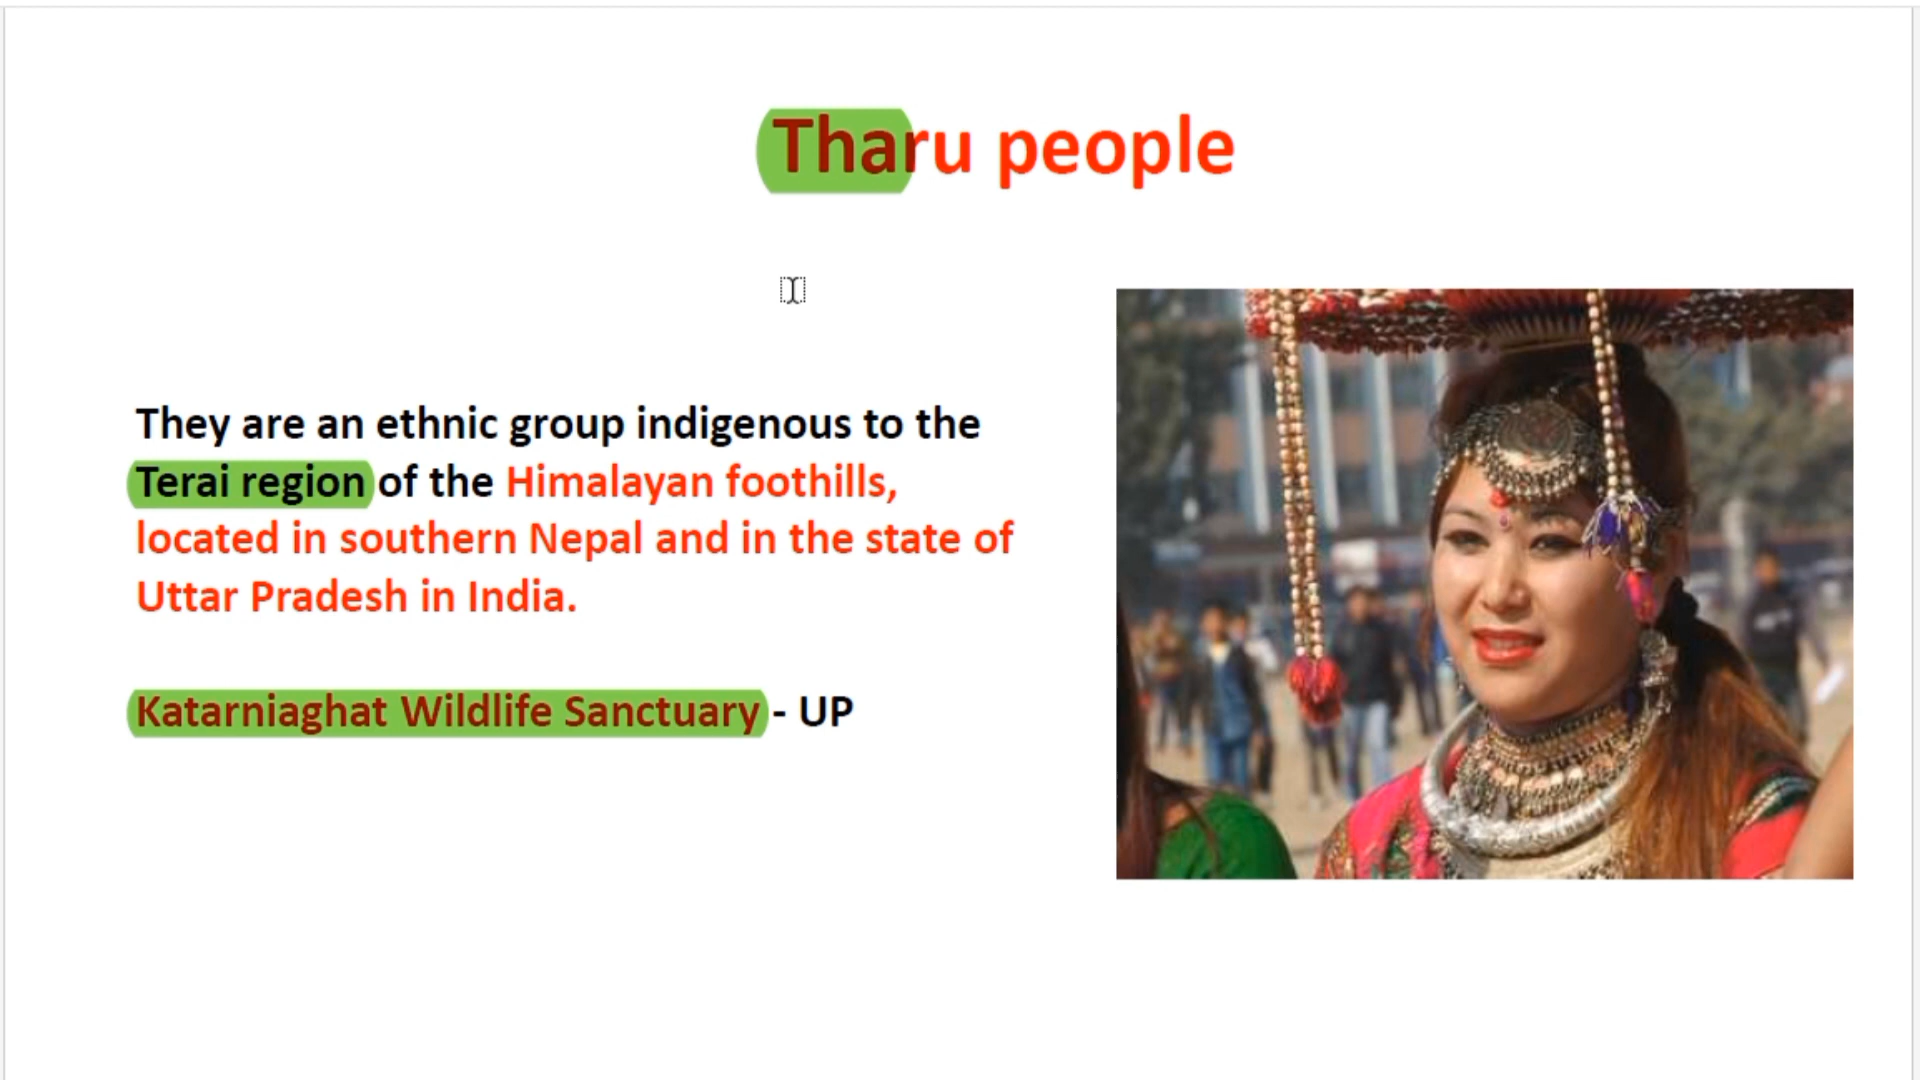 Tharu people
They are an ethnic group indigenous to the
Terai region of the Himalayan foothills,
located in southern Nepal and in the state of
Uttar Pradesh in India.
Katarniaghat Wildlife Sanctuary - UP